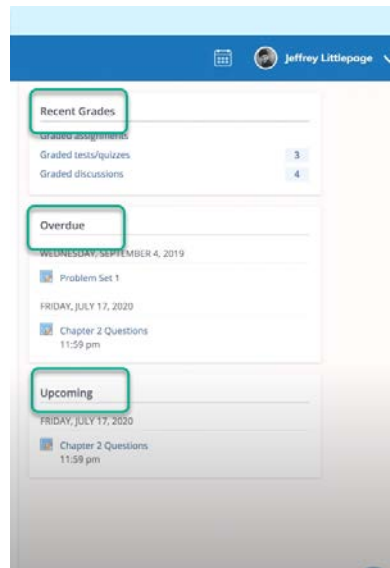 Jeffrey Littlepage
Recent Grades
Graded assignments
Graded tests/quizzes 3
Graded discussions 4
Overdue
WEDNESDAY, SEPTEMBER 4, 2019
Problem Set 1
FRIDAY, JULY 17, 2020
Chapter 2 Questions
11:59 pm
Upcoming
FRIDAY, JULY 17, 2020
Chapter 2 Questions
11:59 pm